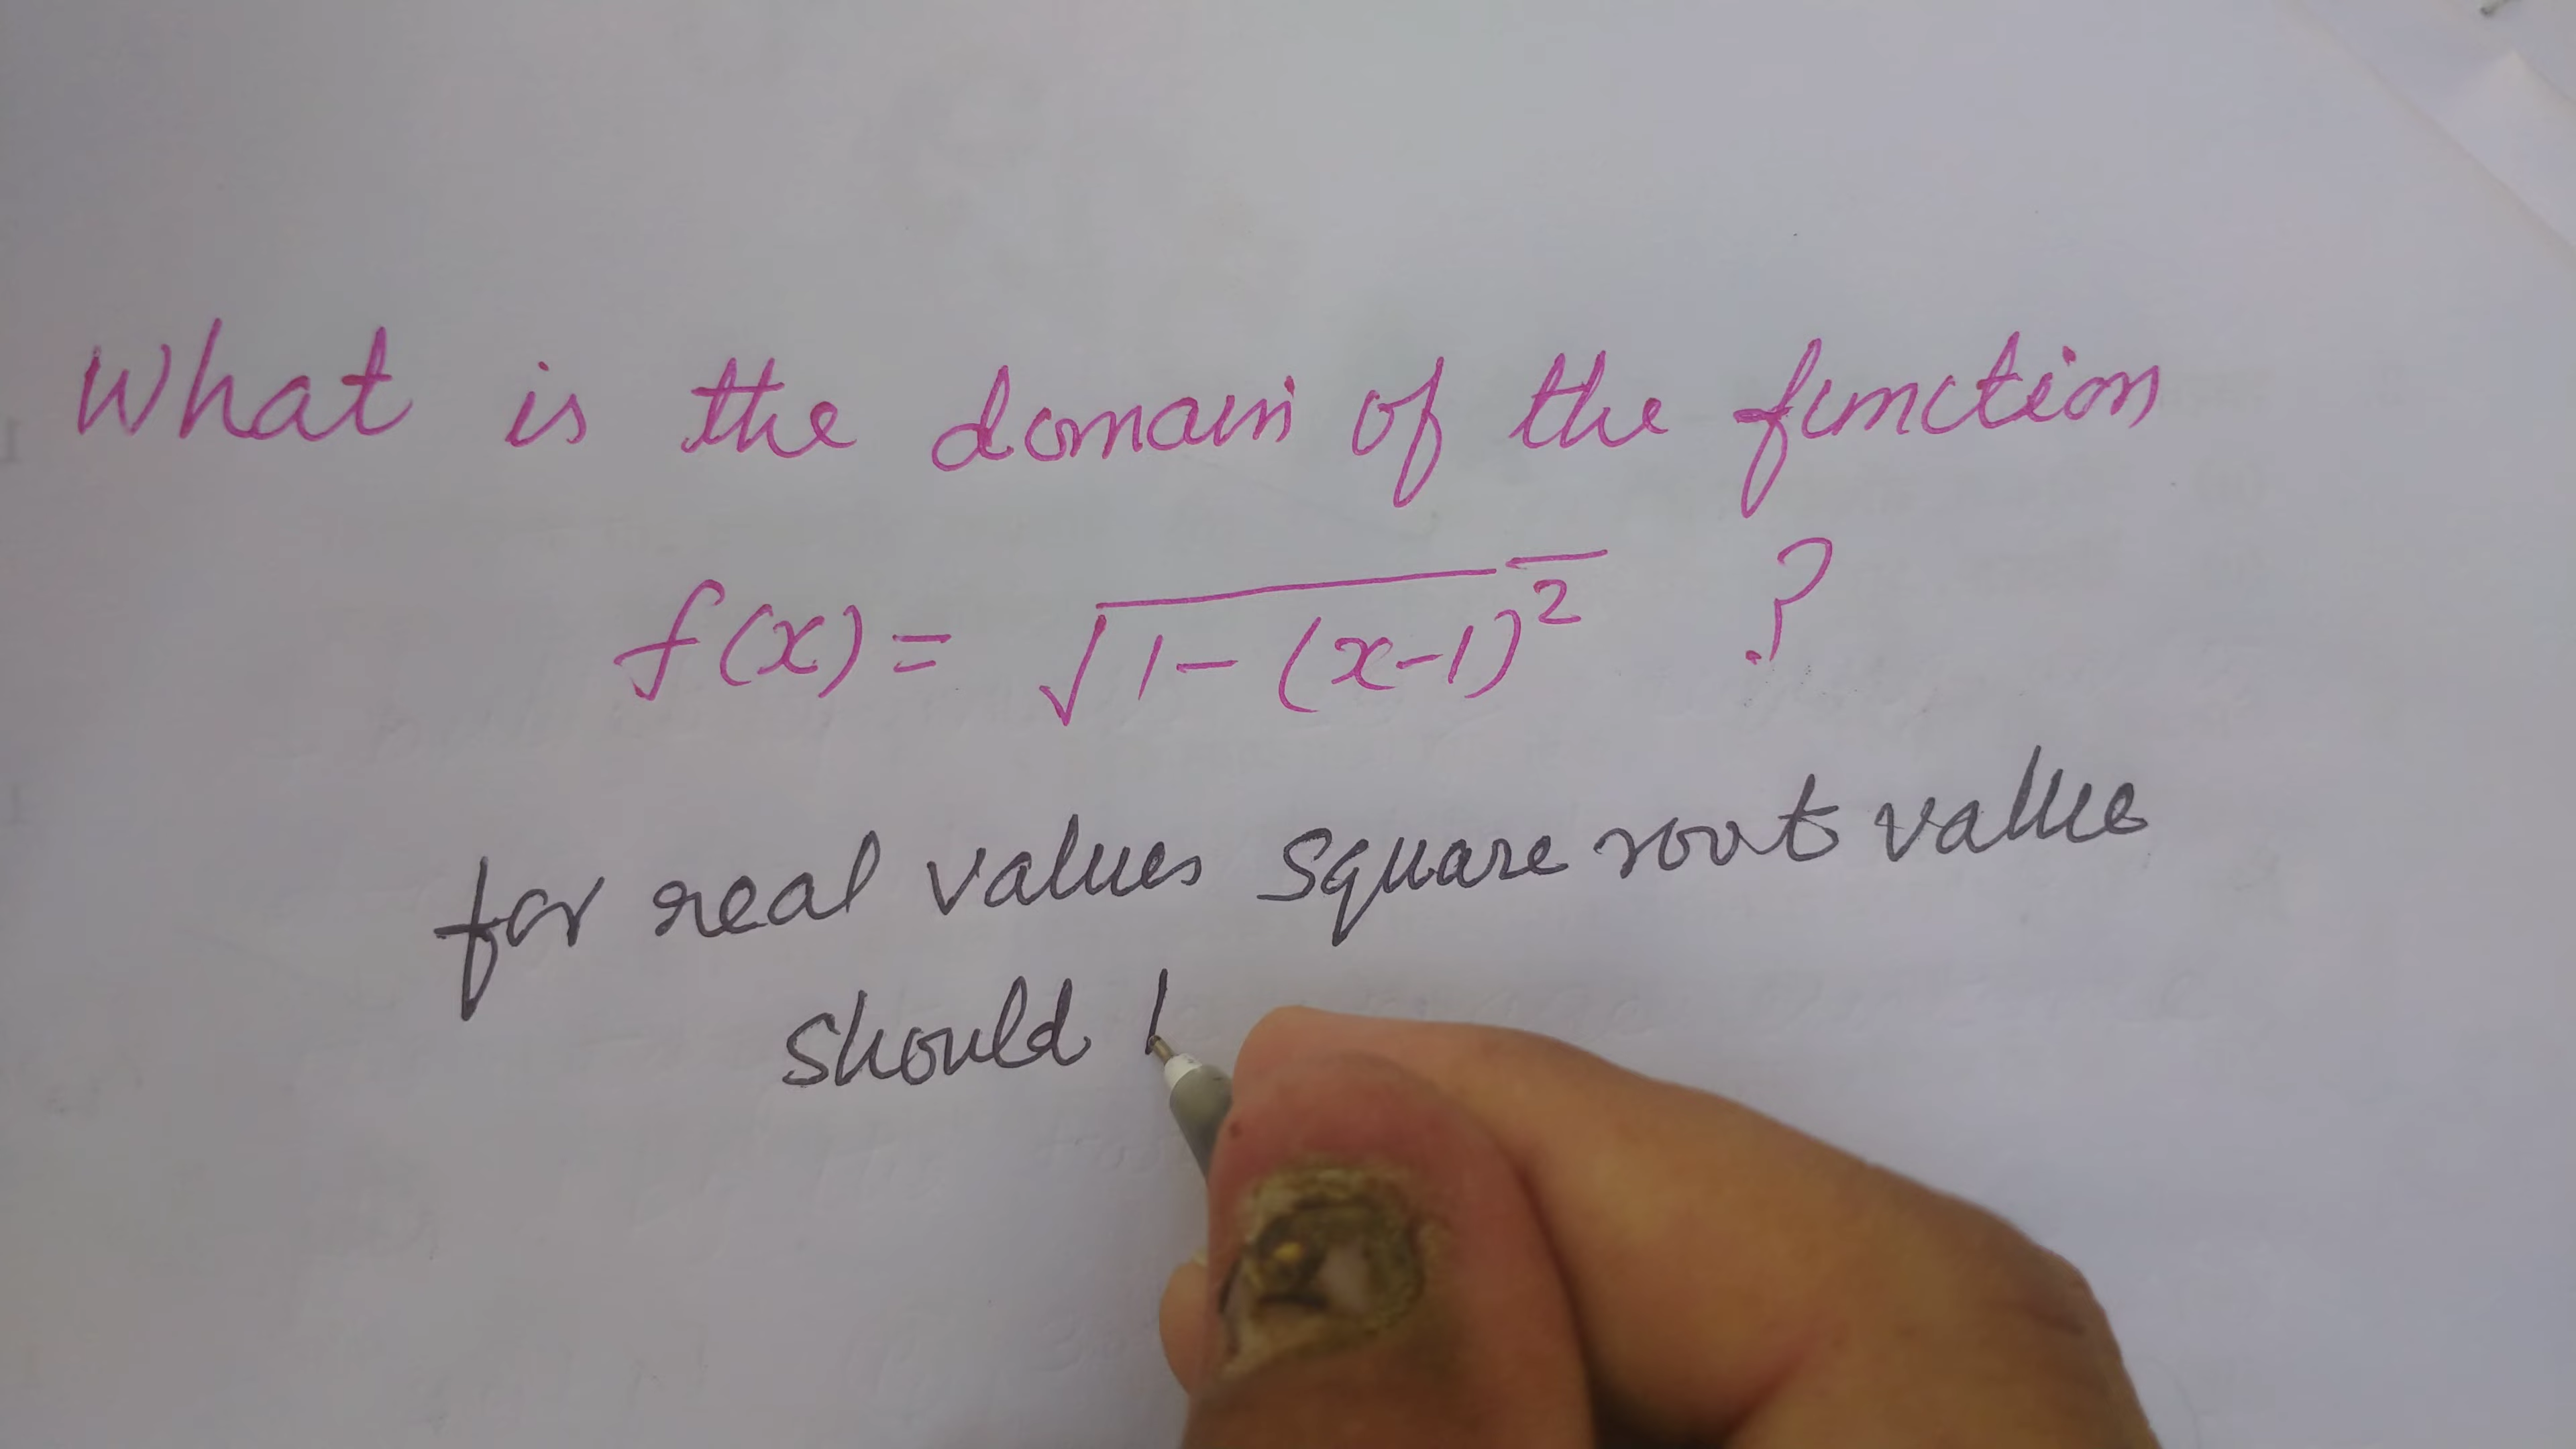 What is the domain of the function
f(x) = √1-(x-1)² ?
for real values square root value
should